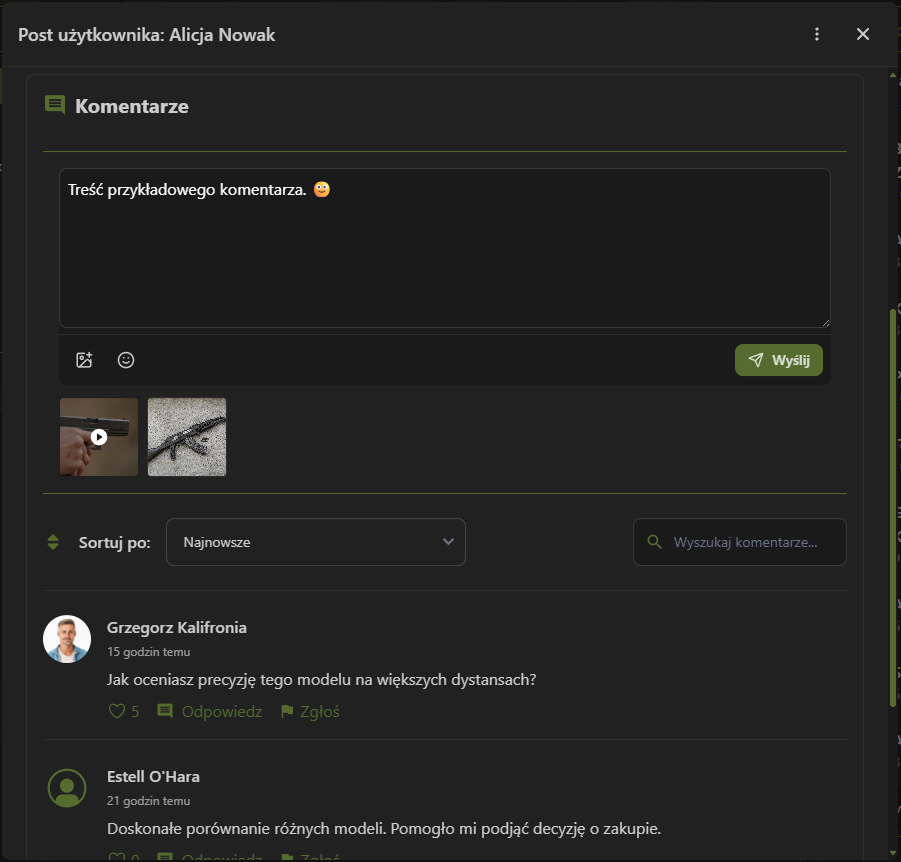 Post użytkownika: Alicja Nowak
Komentarze
Treść przykładowego komentarza. 🙂
Wyślij
Sortuj po:
Najnowsze
Wyszukaj komentarze...
Grzegorz Kalifronia
15 godzin temu
Jak oceniasz precyzję tego modelu na większych dystansach?
5 Odpowiedz Zgłoś
Estell O'Hara
21 godzin temu
Doskonałe porównanie różnych modeli. Pomogło mi podjąć decyzję o zakupie.
0 Odpowiedz Zgłoś